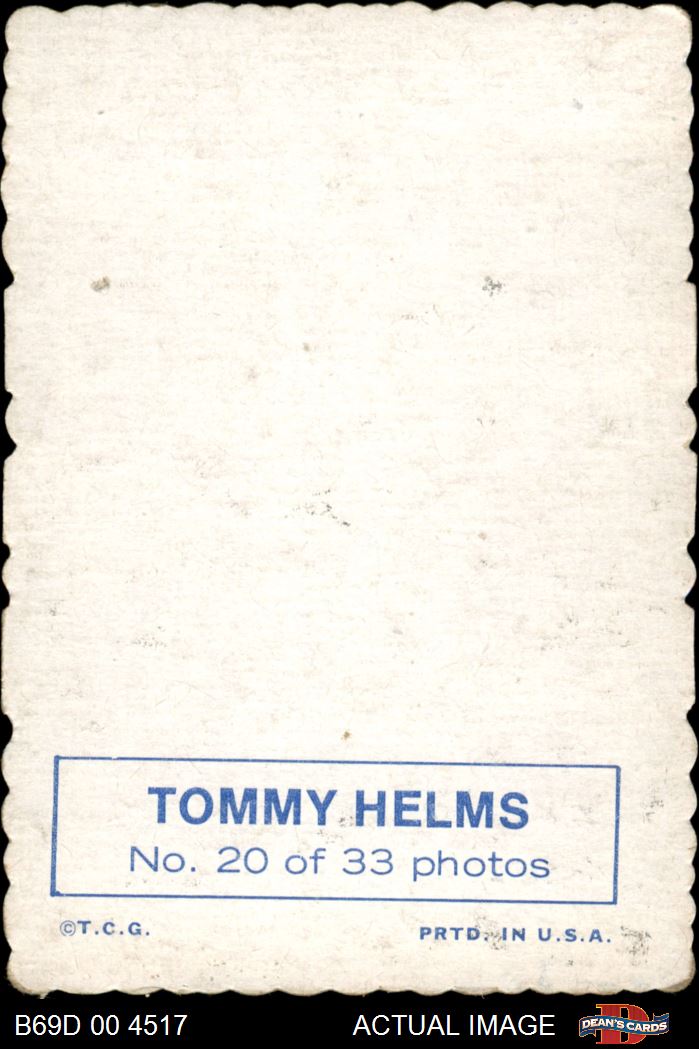 TOMMY HELMS
No. 20 of 33 photos
©T.C.G.
PRTD. IN U.S.A.
B69D 00 4517
ACTUAL IMAGE
DEAN'S CARDS